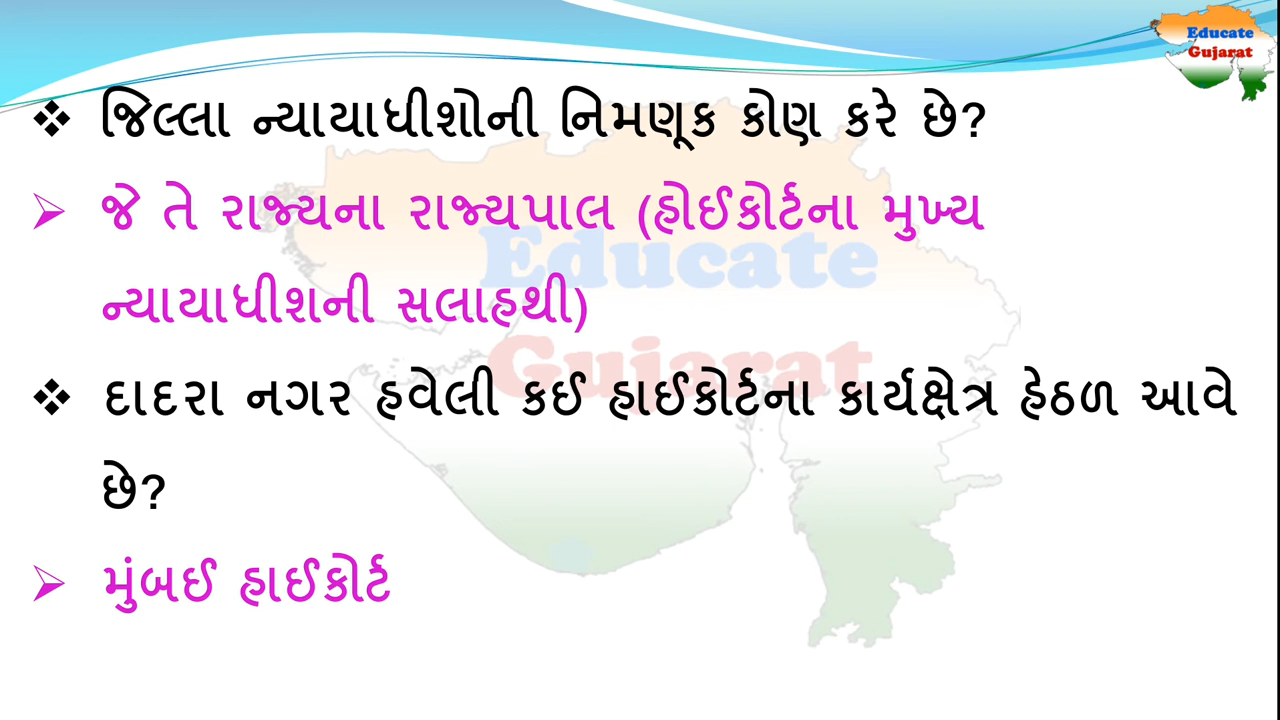 Educate
Gujarat
❖ જિલ્લા ન્યાયાધીશોની નિમણૂક કોણ કરે છે?
➢ જે તે રાજ્યના રાજ્યપાલ (હોઈકોર્ટના મુખ્ય
ન્યાયાધીશની સલાહથી)
Educate
Gujarat
❖ દાદરા નગર હવેલી કઈ હાઈકોર્ટના કાર્યક્ષેત્ર હેઠળ આવે
છે?
➢ મુંબઈ હાઈકોર્ટ